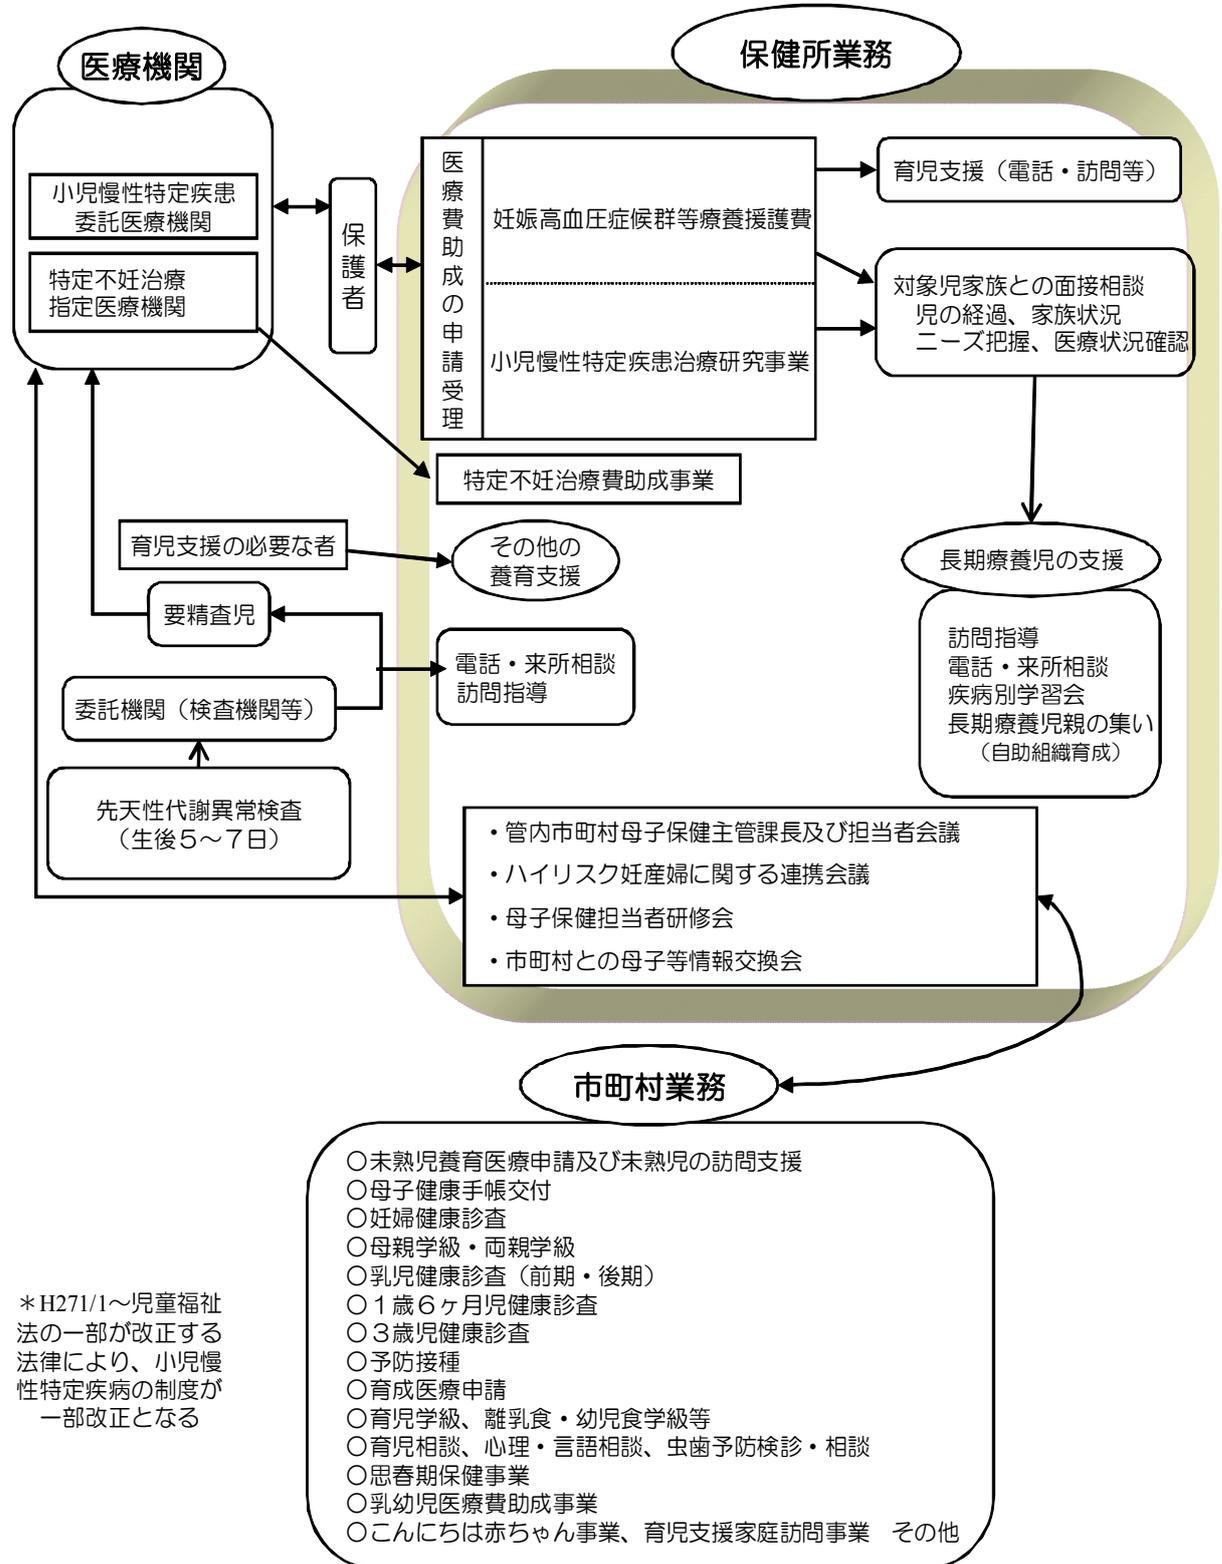 医療機関
保健所業務
小児慢性特定疾患
委託医療機関
特定不妊治療
指定医療機関
保護者
医療費助成の申請受理
妊娠高血圧症候群等療養援護費
小児慢性特定疾患治療研究事業
育児支援（電話・訪問等）
対象児家族との面接相談
児の経過、家族状況
ニーズ把握、医療状況確認
特定不妊治療費助成事業
育児支援の必要な者
その他の
養育支援
長期療養児の支援
要精査児
電話・来所相談
訪問指導
訪問指導
電話・来所相談
疾病別学習会
長期療養児親の集い
（自助組織育成）
委託機関（検査機関等）
先天性代謝異常検査
（生後５～７日）
・管内市町村母子保健主管課長及び担当者会議
・ハイリスク妊産婦に関する連携会議
・母子保健担当者研修会
・市町村との母子等情報交換会
市町村業務
○未熟児養育医療申請及び未熟児の訪問支援
○母子健康手帳交付
○妊婦健康診査
○母親学級・両親学級
○乳児健康診査（前期・後期）
○１歳６ヶ月児健康診査
○３歳児健康診査
○予防接種
○育成医療申請
○育児学級、離乳食・幼児食学級等
○育児相談、心理・言語相談、虫歯予防検診・相談
○思春期保健事業
○乳幼児医療費助成事業
○こんにちは赤ちゃん事業、育児支援家庭訪問事業　その他
＊H271/1～児童福祉
法の一部が改正する
法律により、小児慢
性特定疾病の制度が
一部改正となる